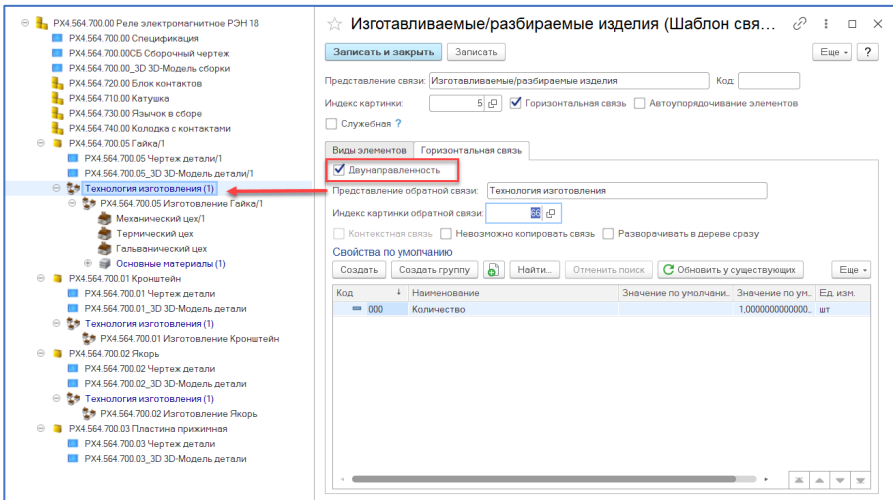 РХ4.564.700.00 Реле электромагнитное РЭН 18
РХ4.564.700.00 Спецификация
РХ4.564.700.00СБ Сборочный чертеж
РХ4.564.700.00_3D 3D-Модель сборки
РХ4.564.720.00 Блок контактов
РХ4.564.710.00 Катушка
РХ4.564.730.00 Язычок в сборе
РХ4.564.740.00 Колодка с контактами
РХ4.564.700.05 Гайка/1
РХ4.564.700.05 Чертеж детали/1
РХ4.564.700.05_3D 3D-Модель детали/1
Технология изготовления (1)
РХ4.564.700.05 Изготовление Гайка/1
Механический цех/1
Термический цех
Гальванический цех
Основные материалы (1)
РХ4.564.700.01 Кронштейн
РХ4.564.700.01 Чертеж детали
РХ4.564.700.01_3D 3D-Модель детали
Технология изготовления (1)
РХ4.564.700.01 Изготовление Кронштейн
РХ4.564.700.02 Якорь
РХ4.564.700.02 Чертеж детали
РХ4.564.700.02_3D 3D-Модель детали
Технология изготовления (1)
РХ4.564.700.02 Изготовление Якорь
РХ4.564.700.03 Пластина прижимная
РХ4.564.700.03 Чертеж детали
РХ4.564.700.03_3D 3D-Модель детали
Изготавливаемые/разбираемые изделия (Шаблон свя...
Записать и закрыть Записать Еще ?
Представление связи: Изготавливаемые/разбираемые изделия Код:
Индекс картинки: 5 Горизонтальная связь Автоупорядочивание элементов
Служебная ?
Виды элементов Горизонтальная связь
Двунаправленность
Представление обратной связи: Технология изготовления
Индекс картинки обратной связи: 66
Контекстная связь Невозможно копировать связь Разворачивать в дереве сразу
Свойства по умолчанию
Создать Создать группу Найти... Отменить поиск Обновить у существующих Еще
Код ↓ Наименование Значение по умолчани... Значение по ум... Ед. изм.
000 Количество 1,0000000000000... шт